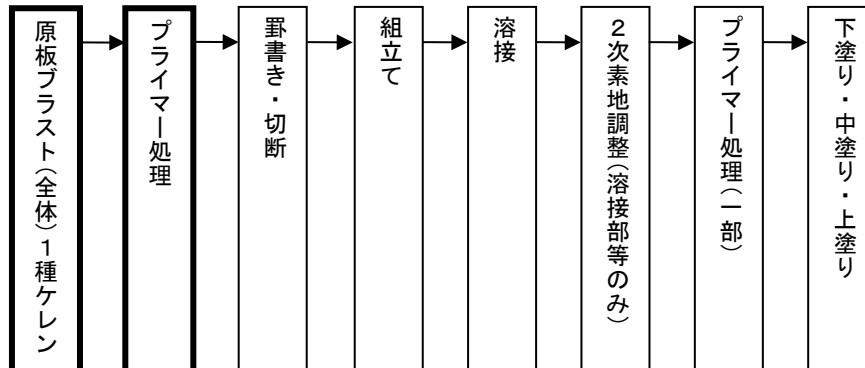 原板ブラスト(全体)１種ケレン
プライマー処理
罫書き・切断
組立て
溶接
２次素地調整(溶接部等のみ)
プライマー処理(一部)
下塗り・中塗り・上塗り